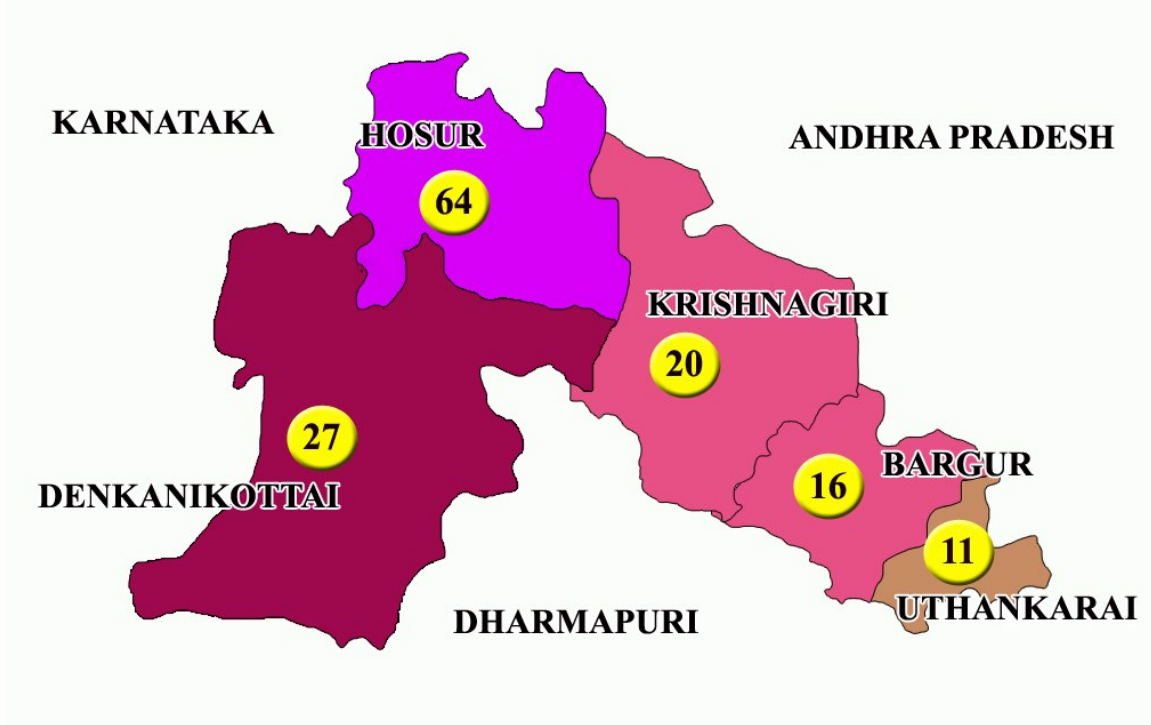 KARNATAKA
HOSUR
ANDHRA PRADESH
64
KRISHNAGIRI
20
27
BARGUR
16
DENKANIKOTTAI
11
UTHANKARAI
DHARMAPURI